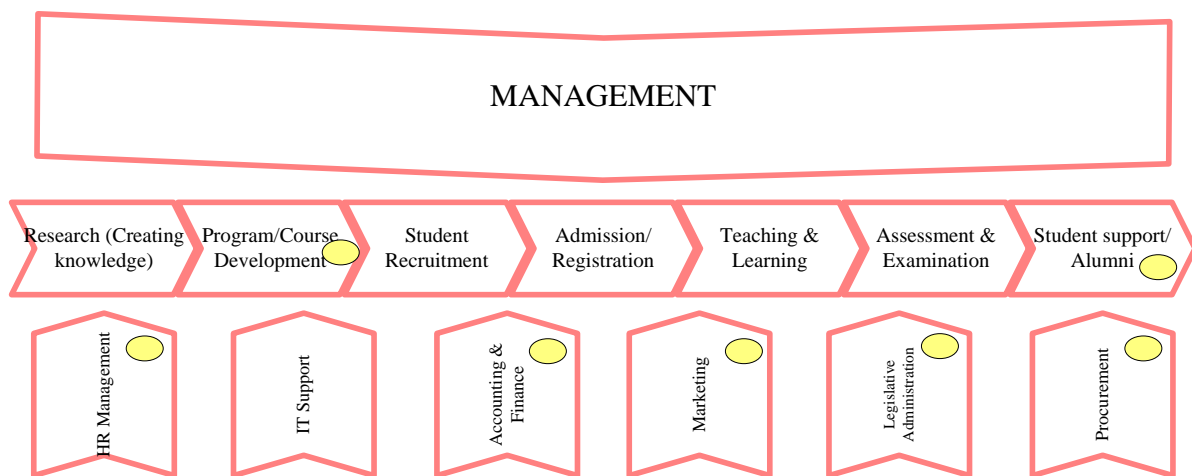 MANAGEMENT
Research (Creating
knowledge)
Program/Course
Development
Student
Recruitment
Admission/
Registration
Teaching &
Learning
Assessment &
Examination
Student support/
Alumni
HR Management
IT Support
Accounting &
Finance
Marketing
Legislative
Administration
Procurement